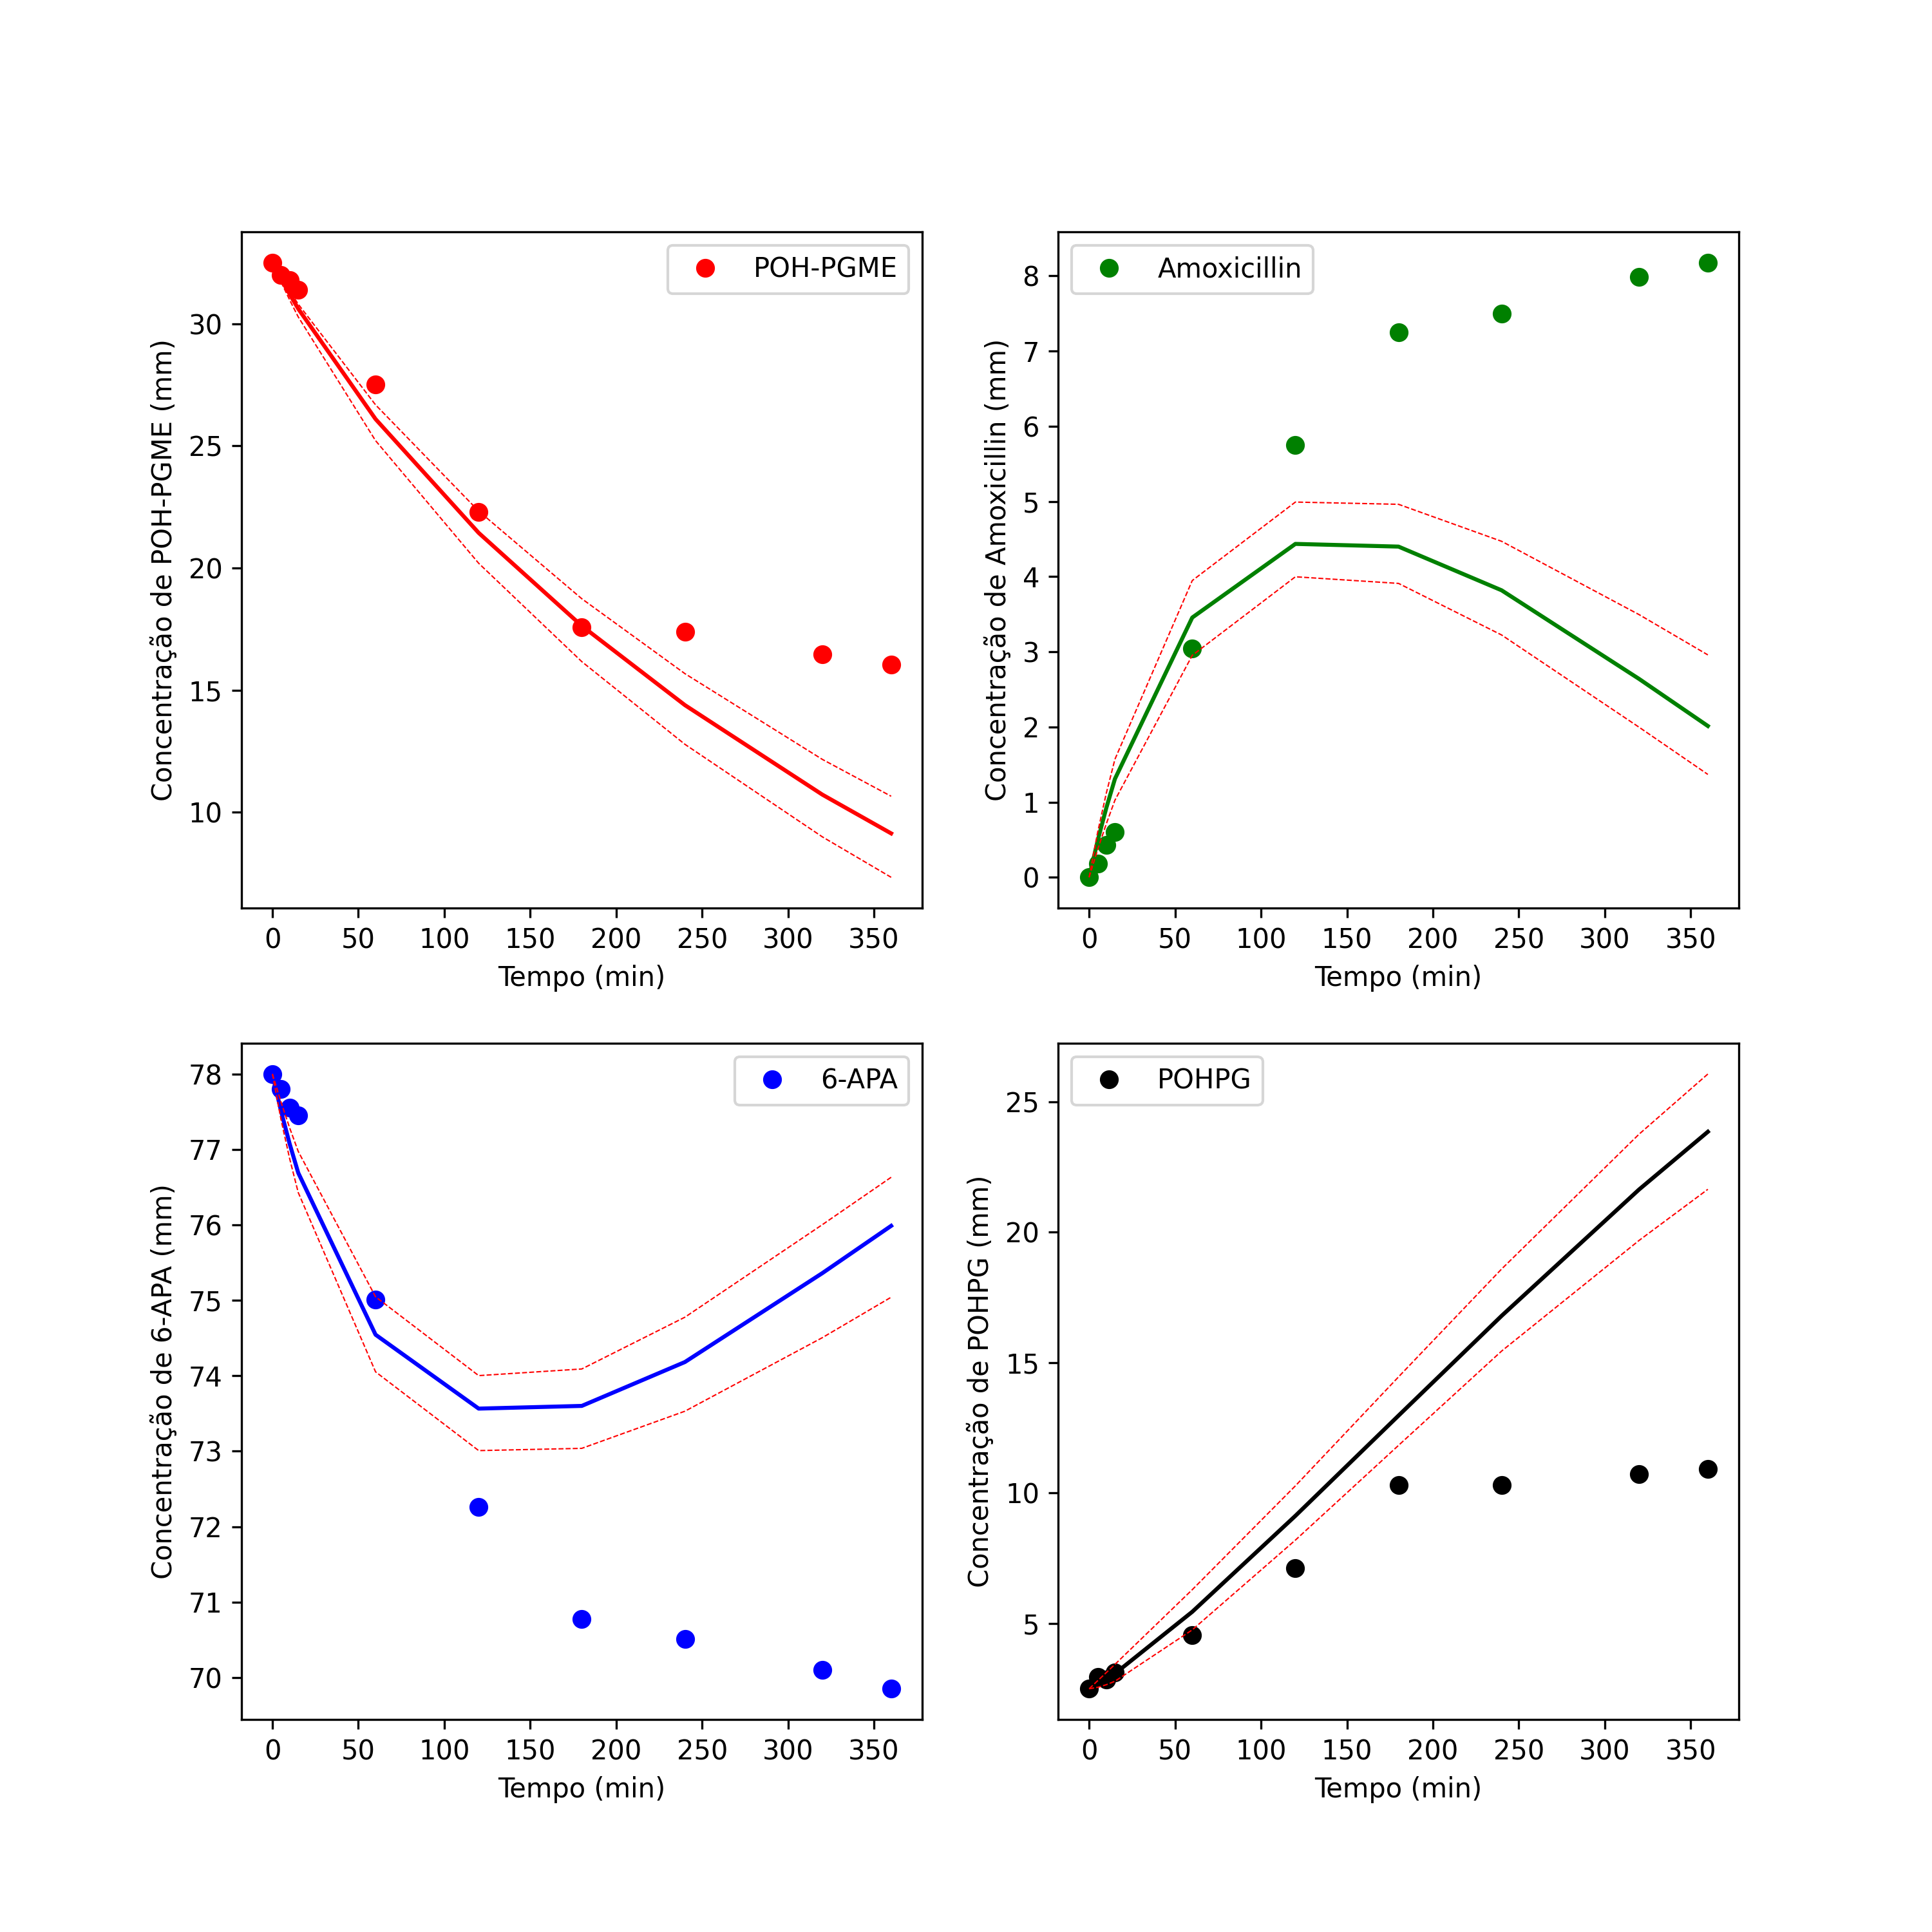 POH-PGME
Concentração de POH-PGME (mm)
30
25
20
15
10
0 50 100 150 200 250 300 350
Tempo (min)
Amoxicillin
Concentração de Amoxicillin (mm)
8
7
6
5
4
3
2
1
0
0 50 100 150 200 250 300 350
Tempo (min)
6-APA
Concentração de 6-APA (mm)
78
77
76
75
74
73
72
71
70
0 50 100 150 200 250 300 350
Tempo (min)
POHPG
Concentração de POHPG (mm)
25
20
15
10
5
0 50 100 150 200 250 300 350
Tempo (min)